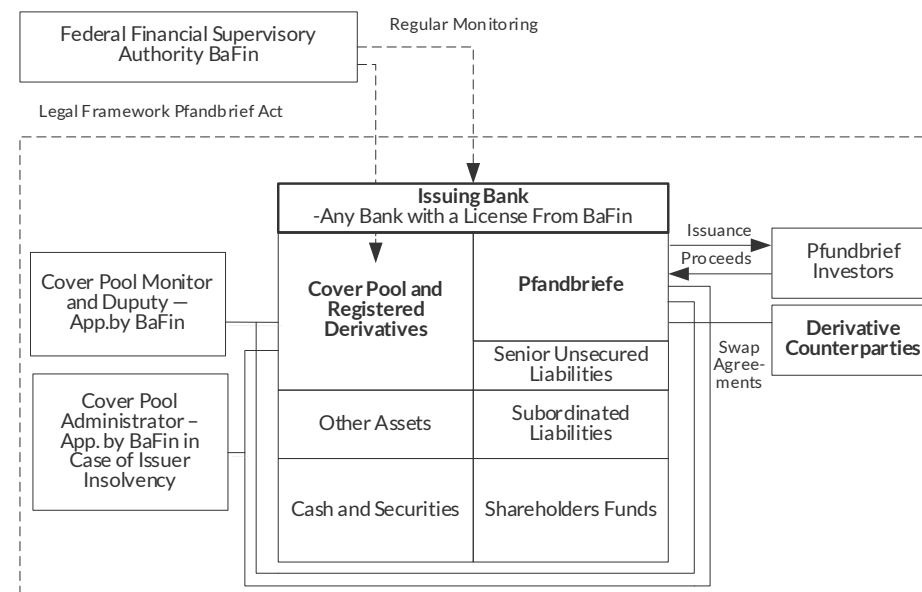 Federal Financial Supervisory
Authority BaFin
Regular Monitoring
Legal Framework Pfandbrief Act
Issuing Bank
-Any Bank with a License From BaFin
Issuance
Proceeds
Pfundbrief
Investors
Cover Pool Monitor
and Duputy —
App.by BaFin
Cover Pool and
Registered
Derivatives
Pfandbriefe
Derivative
Counterparties
Swap
Agree-
ments
Senior Unsecured
Liabilities
Cover Pool
Administrator –
App. by BaFin in
Case of Issuer
Insolvency
Other Assets
Subordinated
Liabilities
Cash and Securities
Shareholders Funds